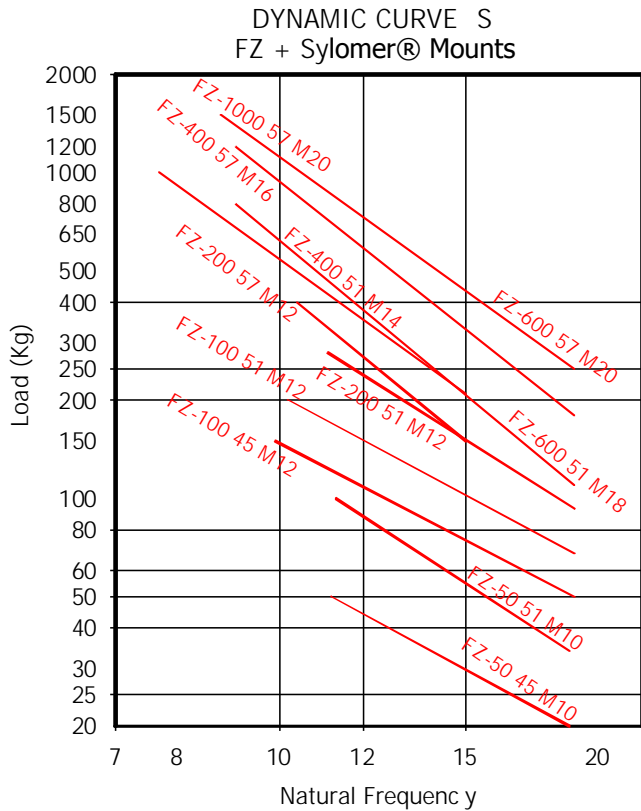 DYNAMIC CURVE S
FZ + Sylomer® Mounts
2000
1500
1200
1000
800
650
500
400
300
250
200
150
100
80
60
50
40
30
25
20
Load (Kg)
FZ-1000 57 M20
FZ-400 57 M16
FZ-200 57 M12
FZ-400 51 M14
FZ-600 57 M20
FZ-100 51 M12
FZ-200 51 M12
FZ-100 45 M12
FZ-600 51 M18
FZ-50 51 M10
FZ-50 45 M10
7 8 10 12 15 20
Natural Frequenc y